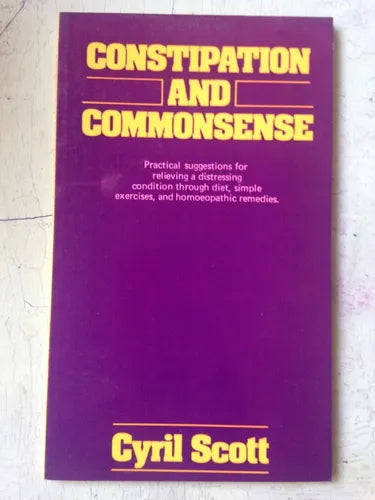 CONSTIPATION
AND
COMMONSENSE
Practical suggestions for
relieving a distressing
condition through diet, simple
exercises, and homoeopathic remedies.
Cyril Scott